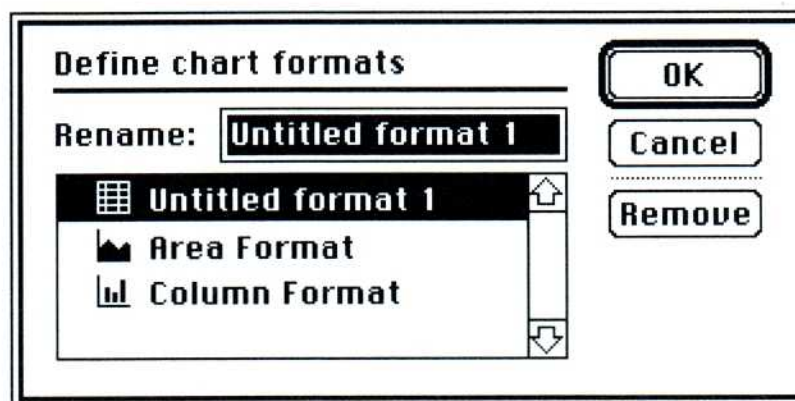 Define chart formats
Rename: Untitled format 1
Untitled format 1
Area Format
Column Format
OK
Cancel
Remove